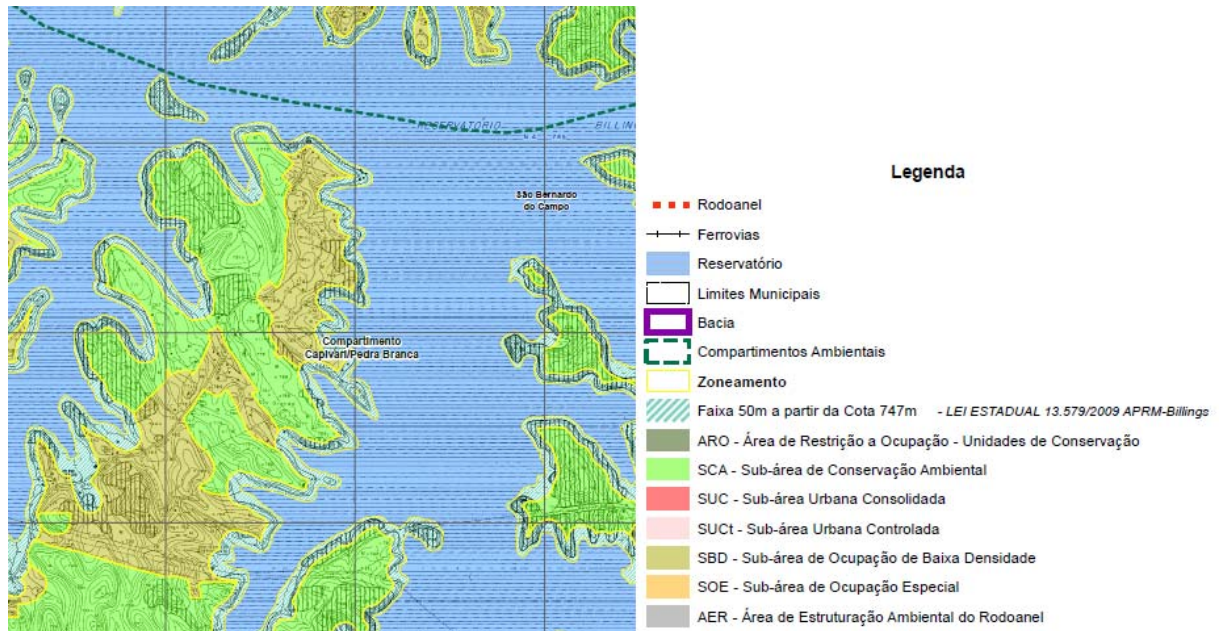 RESERVATÓRIO BILLIN
São Bernardo
do Campo
Compartimento
Capivari/Pedra Branca
Legenda
Rodoanel
Ferrovias
Reservatório
Limites Municipais
Bacia
Compartimentos Ambientais
Zoneamento
Faixa 50m a partir da Cota 747m - LEI ESTADUAL 13.579/2009 APRM-Billings
ARO - Área de Restrição a Ocupação - Unidades de Conservação
SCA - Sub-área de Conservação Ambiental
SUC - Sub-área Urbana Consolidada
SUCt - Sub-área Urbana Controlada
SBD - Sub-área de Ocupação de Baixa Densidade
SOE - Sub-área de Ocupação Especial
AER - Área de Estruturação Ambiental do Rodoanel